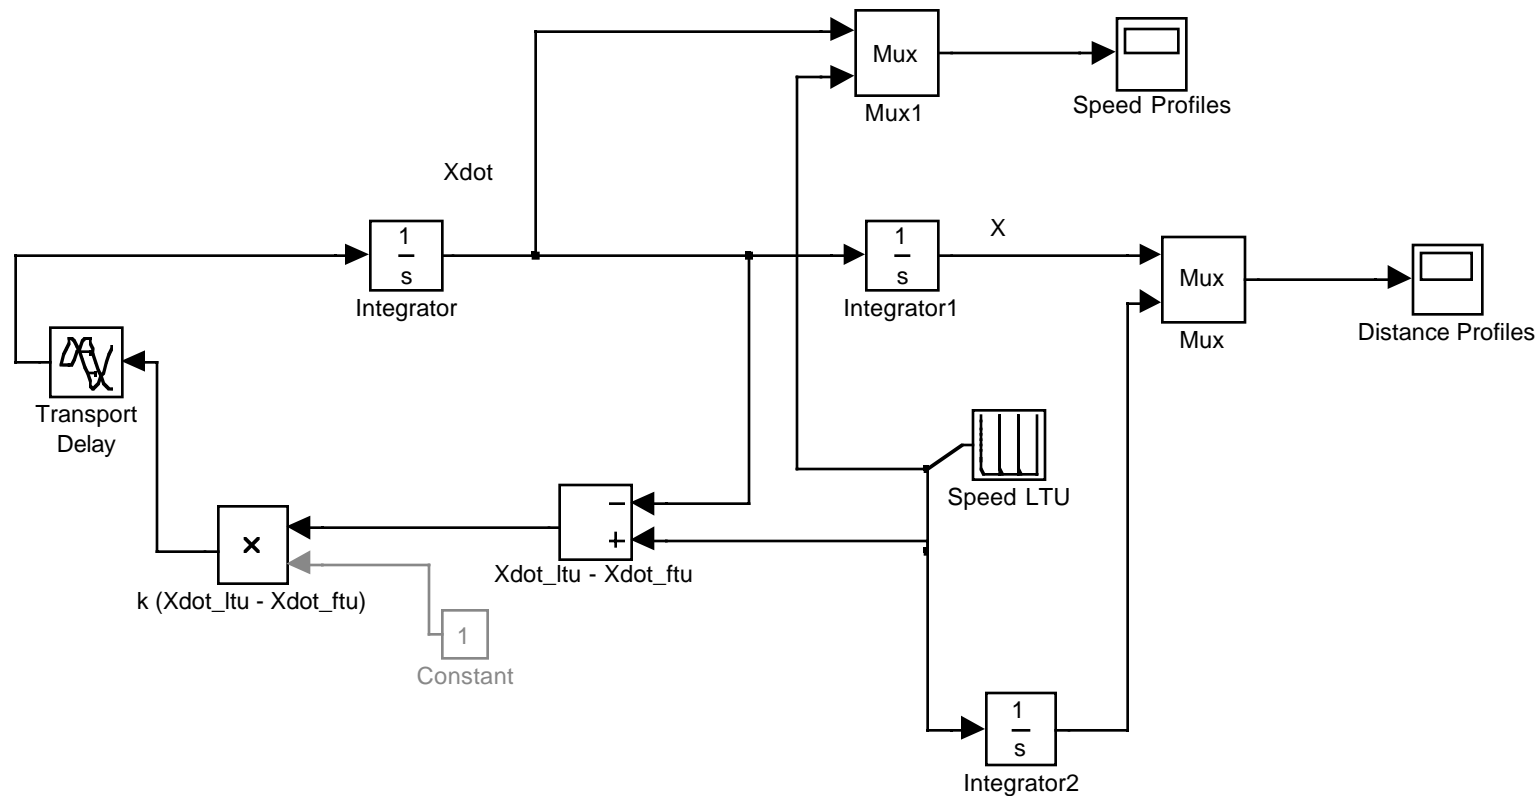 Mux
Mux1
Speed Profiles
Xdot
1
s
Integrator
1
s
Integrator1
X
Mux
Mux
Distance Profiles
Transport
Delay
Speed LTU
−
+
Xdot_ltu - Xdot_ftu
×
k (Xdot_ltu - Xdot_ftu)
1
Constant
1
s
Integrator2